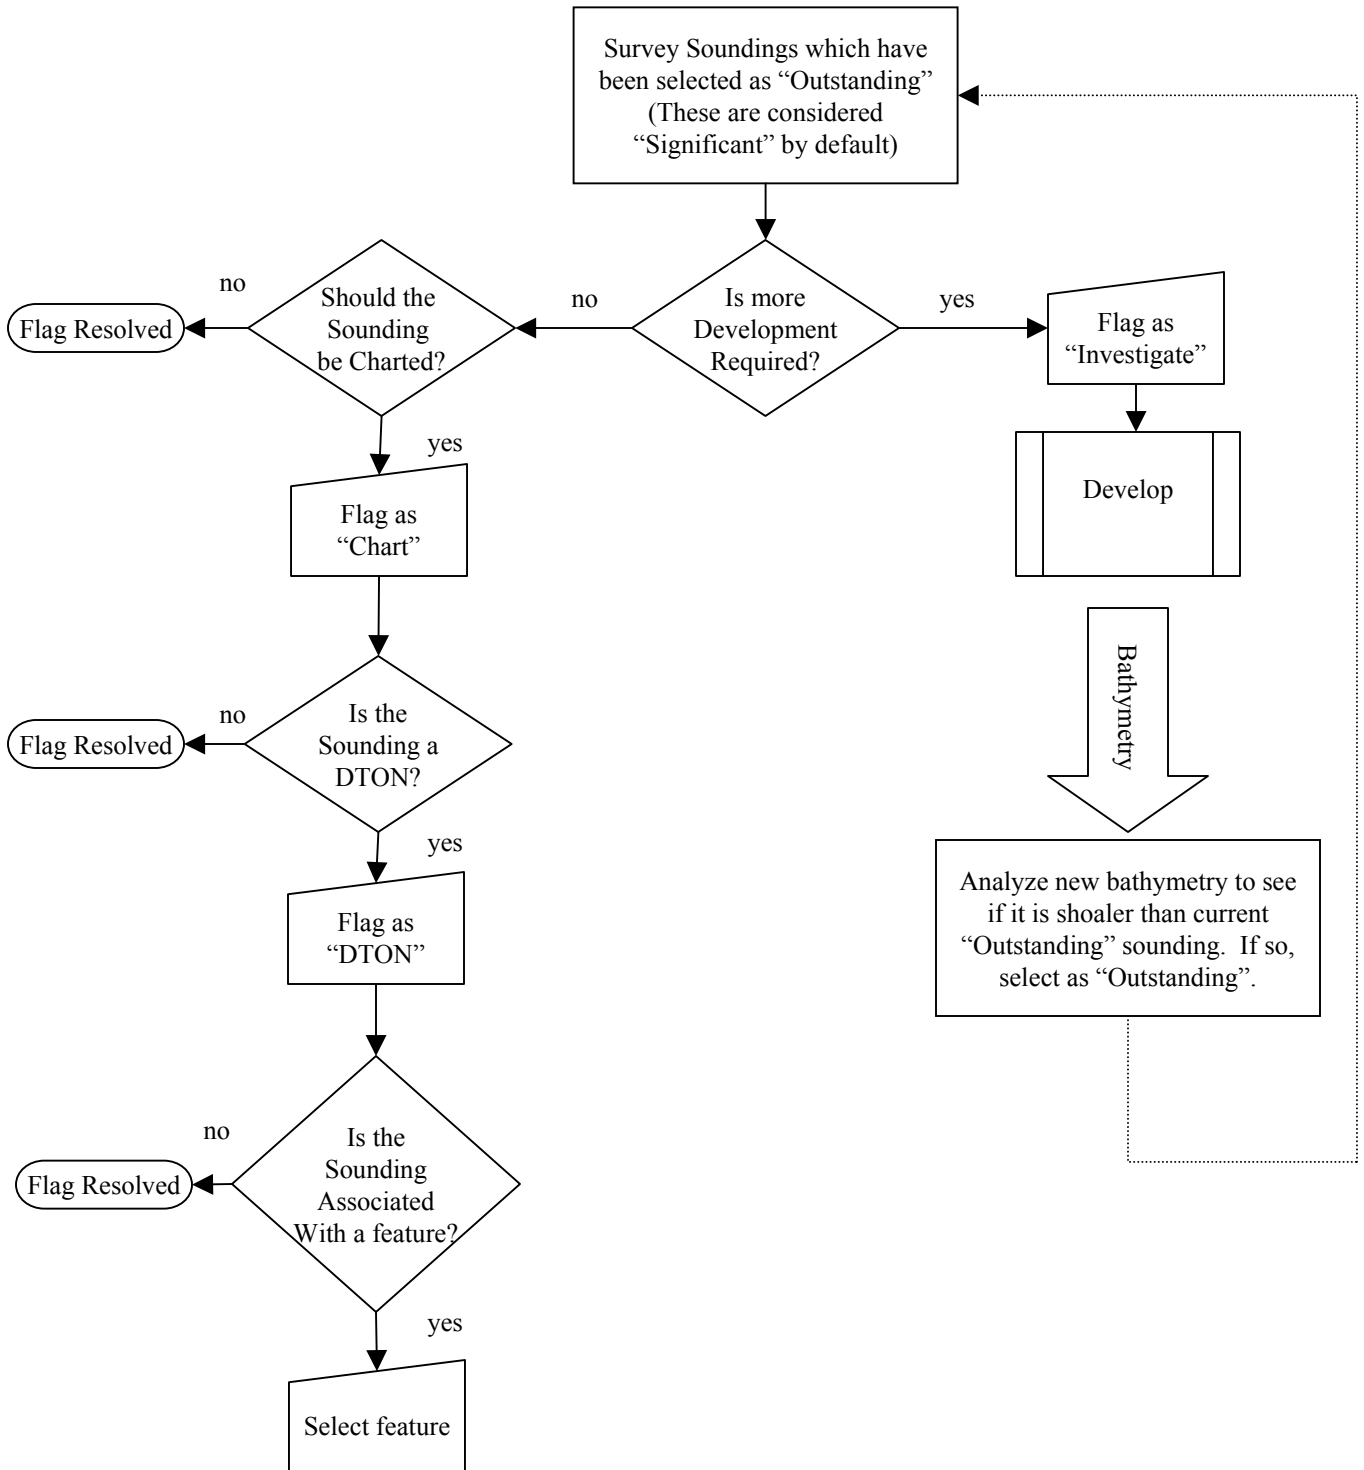 Survey Soundings which have
been selected as “Outstanding”
(These are considered
“Significant” by default)
Is more
Development
Required?
no
yes
Should the
Sounding
be Charted?
no
Flag Resolved
yes
Flag as
“Investigate”
Develop
Bathymetry
Analyze new bathymetry to see
if it is shoaler than current
“Outstanding” sounding. If so,
select as “Outstanding”.
Flag as
“Chart”
Is the
Sounding a
DTON?
no
Flag Resolved
yes
Flag as
“DTON”
Is the
Sounding
Associated
With a feature?
no
Flag Resolved
yes
Select feature